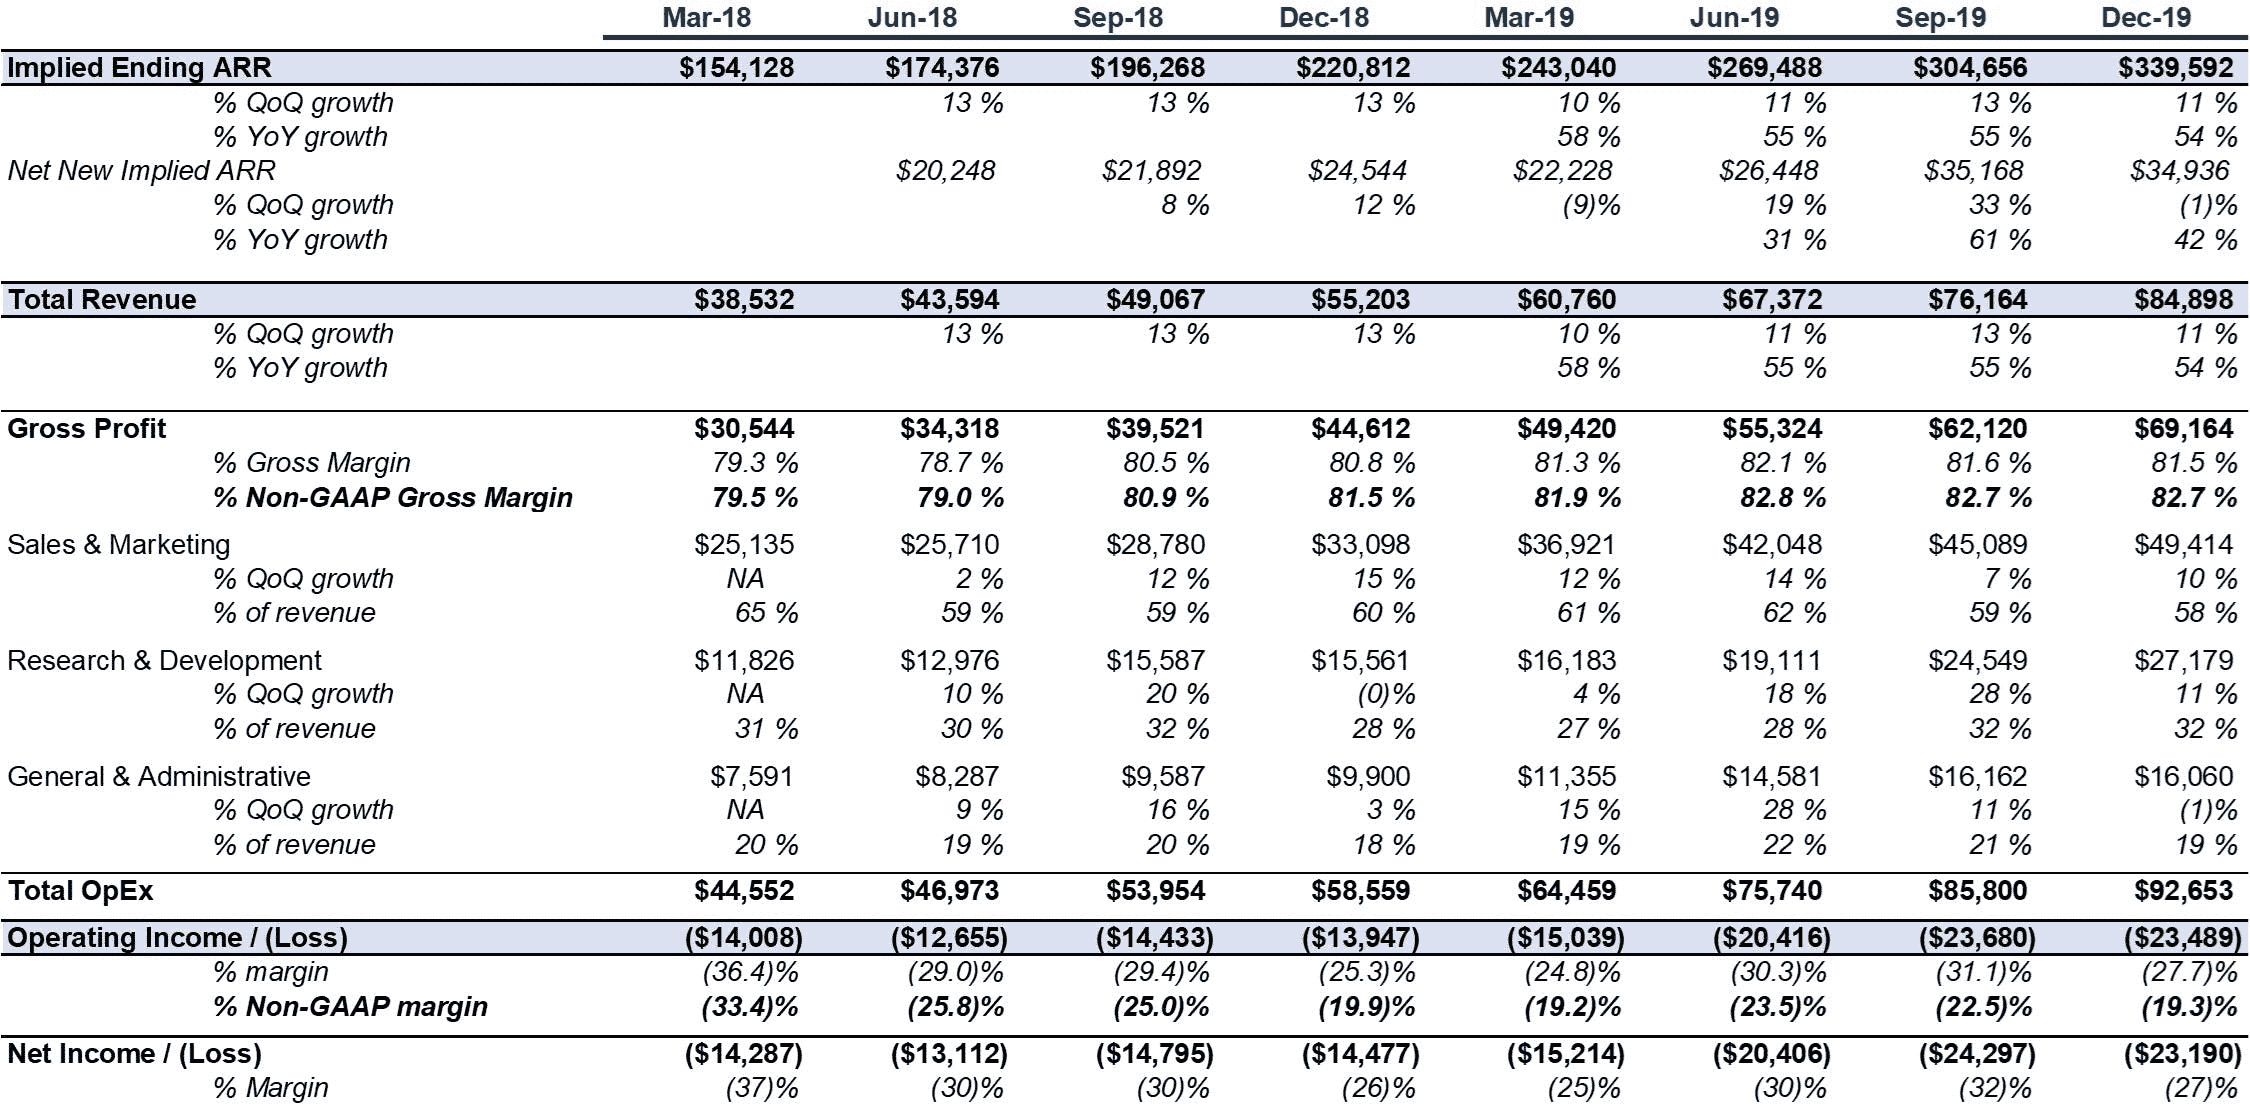 Mar-18 Jun-18 Sep-18 Dec-18 Mar-19 Jun-19 Sep-19 Dec-19
Implied Ending ARR $154,128 $174,376 $196,268 $220,812 $243,040 $269,488 $304,656 $339,592
% QoQ growth 13 % 13 % 13 % 10 % 11 % 13 % 11 %
% YoY growth 58 % 55 % 55 % 54 %
Net New Implied ARR $20,248 $21,892 $24,544 $22,228 $26,448 $35,168 $34,936
% QoQ growth 8 % 12 % (9)% 19 % 33 % (1)%
% YoY growth 31 % 61 % 42 %
Total Revenue $38,532 $43,594 $49,067 $55,203 $60,760 $67,372 $76,164 $84,898
% QoQ growth 13 % 13 % 13 % 10 % 11 % 13 % 11 %
% YoY growth 58 % 55 % 55 % 54 %
Gross Profit $30,544 $34,318 $39,521 $44,612 $49,420 $55,324 $62,120 $69,164
% Gross Margin 79.3 % 78.7 % 80.5 % 80.8 % 81.3 % 82.1 % 81.6 % 81.5 %
% Non-GAAP Gross Margin 79.5 % 79.0 % 80.9 % 81.5 % 81.9 % 82.8 % 82.7 % 82.7 %
Sales & Marketing $25,135 $25,710 $28,780 $33,098 $36,921 $42,048 $45,089 $49,414
% QoQ growth NA 2 % 12 % 15 % 12 % 14 % 7 % 10 %
% of revenue 65 % 59 % 59 % 60 % 61 % 62 % 59 % 58 %
Research & Development $11,826 $12,976 $15,587 $15,561 $16,183 $19,111 $24,549 $27,179
% QoQ growth NA 10 % 20 % (0)% 4 % 18 % 28 % 11 %
% of revenue 31 % 30 % 32 % 28 % 27 % 28 % 32 % 32 %
General & Administrative $7,591 $8,287 $9,587 $9,900 $11,355 $14,581 $16,162 $16,060
% QoQ growth NA 9 % 16 % 3 % 15 % 28 % 11 % (1)%
% of revenue 20 % 19 % 20 % 18 % 19 % 22 % 21 % 19 %
Total OpEx $44,552 $46,973 $53,954 $58,559 $64,459 $75,740 $85,800 $92,653
Operating Income / (Loss) ($14,008) ($12,655) ($14,433) ($13,947) ($15,039) ($20,416) ($23,680) ($23,489)
% margin (36.4)% (29.0)% (29.4)% (25.3)% (24.8)% (30.3)% (31.1)% (27.7)%
% Non-GAAP margin (33.4)% (25.8)% (25.0)% (19.9)% (19.2)% (23.5)% (22.5)% (19.3)%
Net Income / (Loss) ($14,287) ($13,112) ($14,795) ($14,477) ($15,214) ($20,406) ($24,297) ($23,190)
% Margin (37)% (30)% (30)% (26)% (25)% (30)% (32)% (27)%